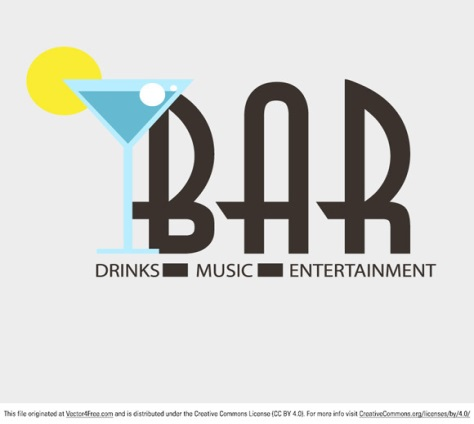 BAR
DRINKS MUSIC ENTERTAINMENT
This file originated at Vector4Free.com and is distributed under the Creative Commons License (CC BY 4.0). For more info visit CreativeCommons.org/licenses/by/4.0/